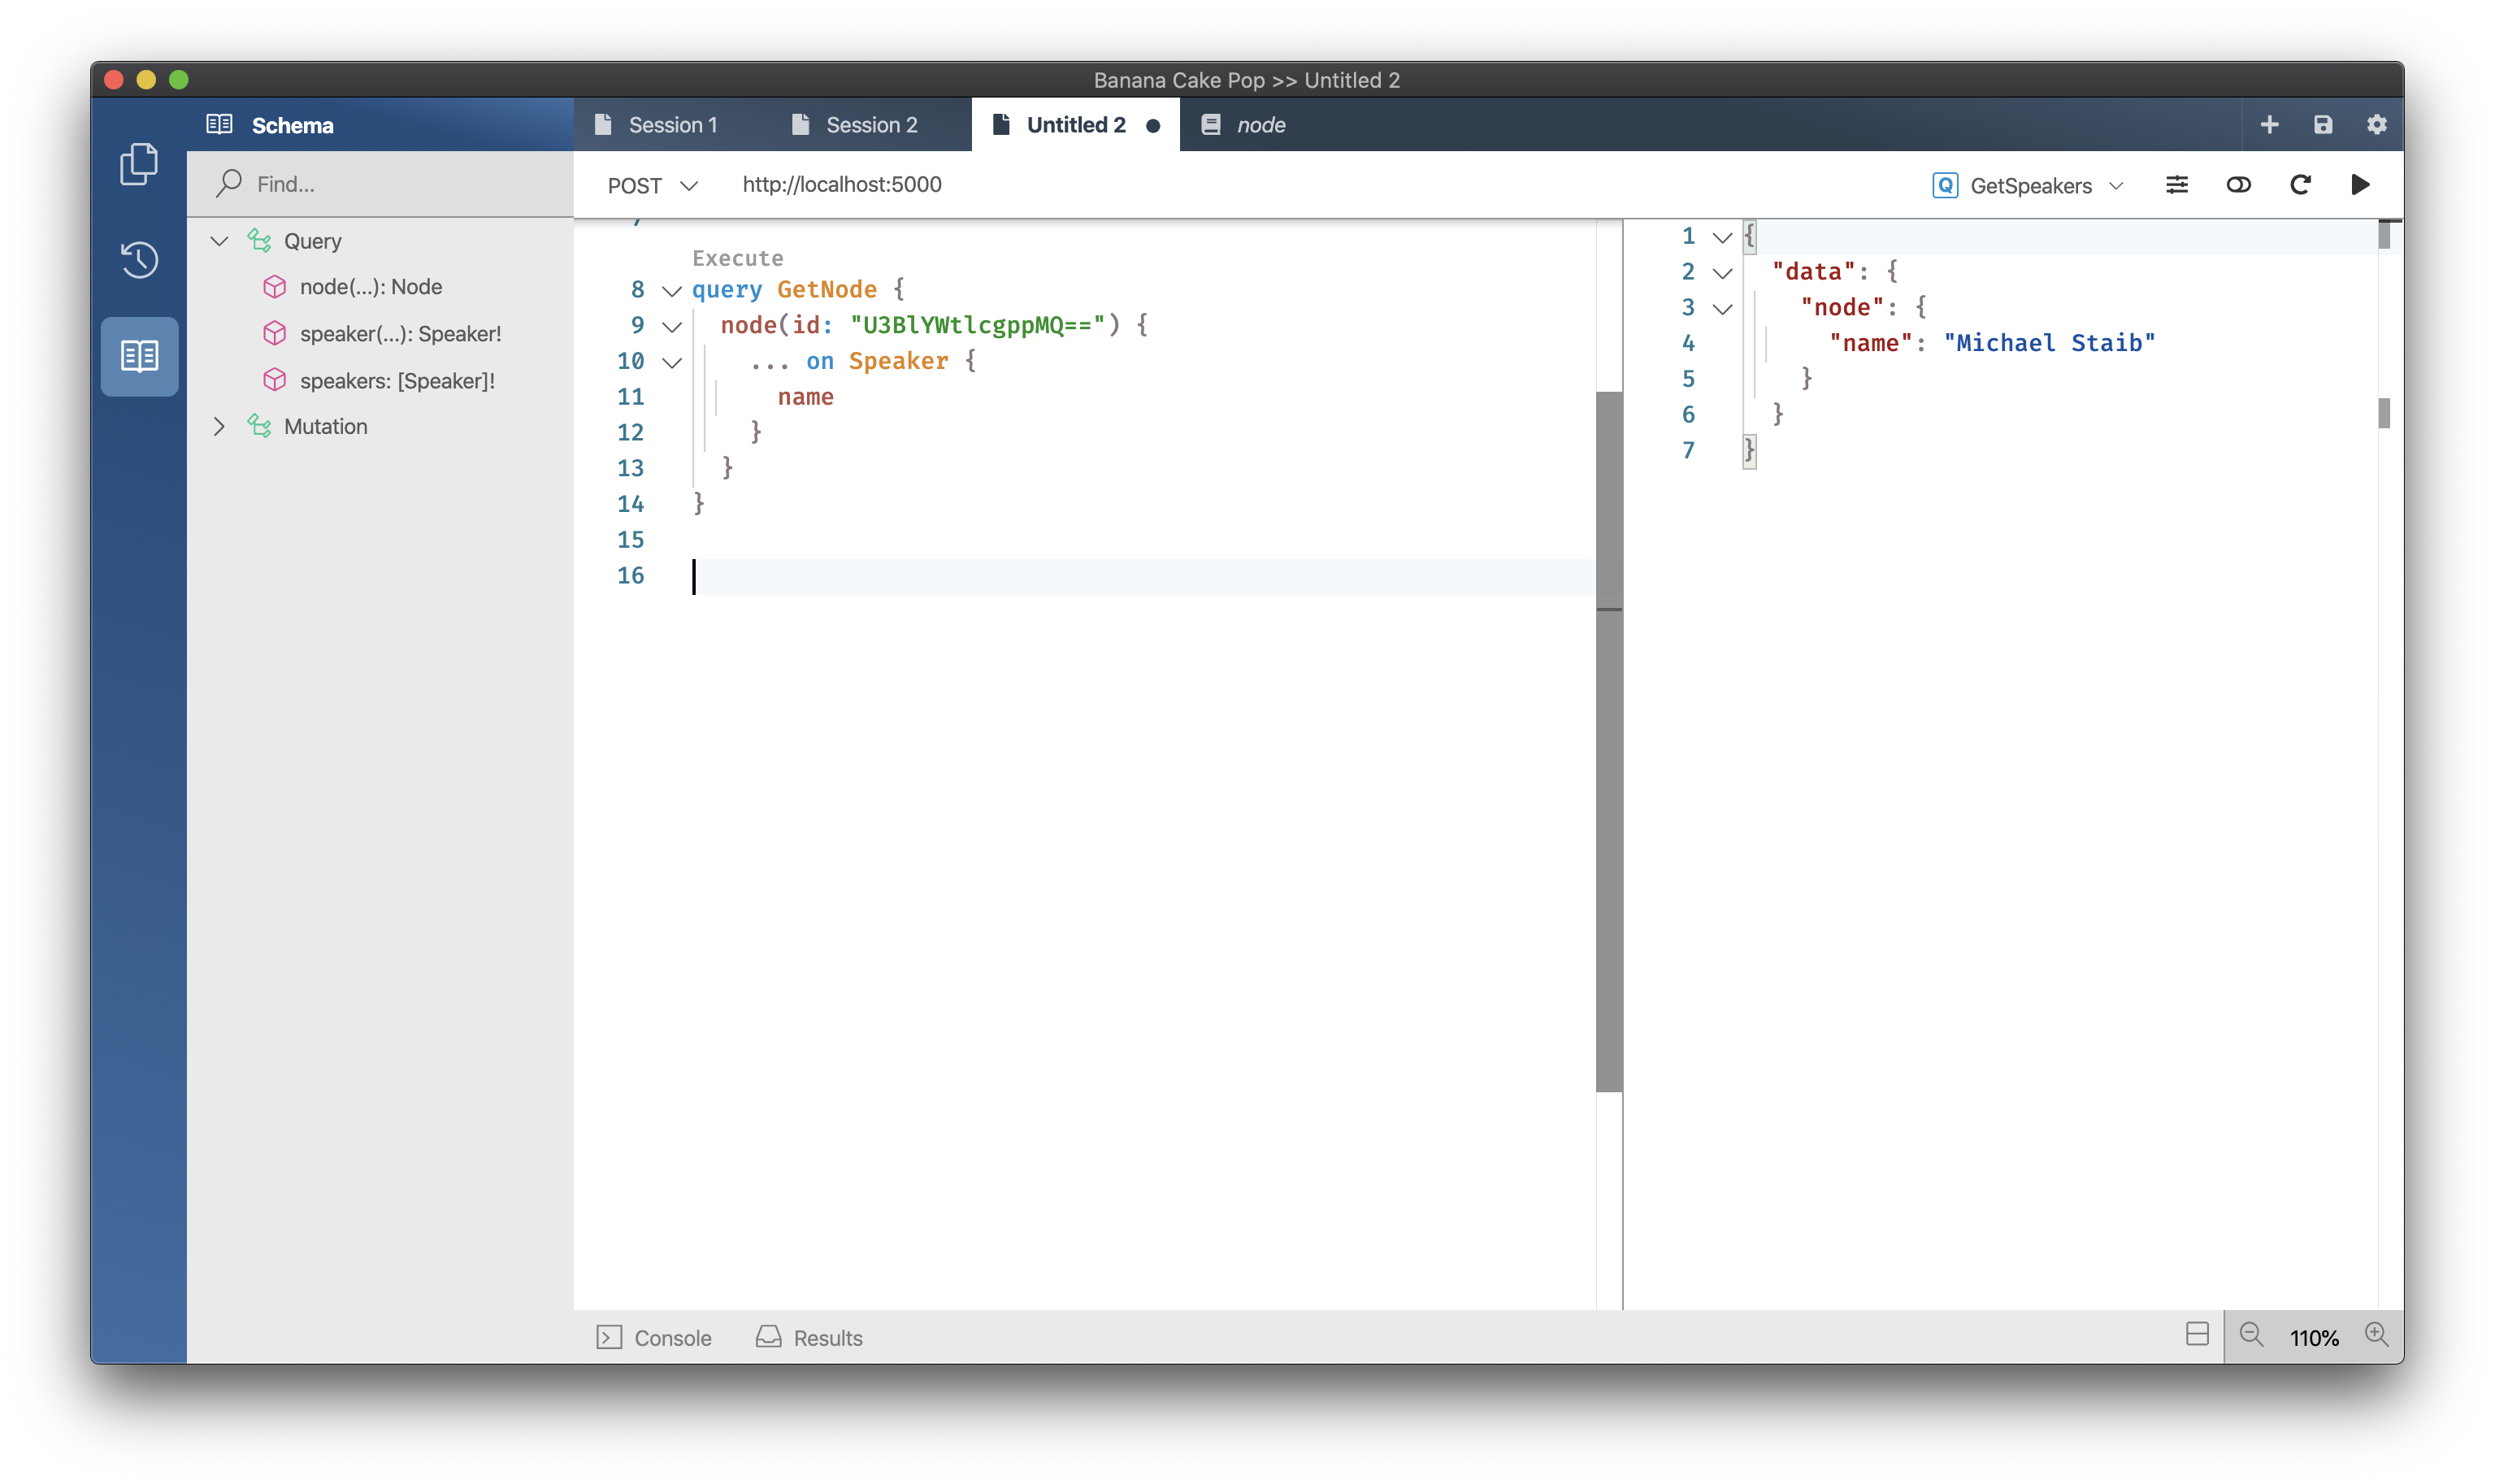 Banana Cake Pop >> Untitled 2
Schema
Session 1
Session 2
Untitled 2
node
Find...
POST
http://localhost:5000
Q GetSpeakers
Query
node(...): Node
speaker(...): Speaker!
speakers: [Speaker]!
Mutation
Execute
8 query GetNode {
9 node(id: "U3BlYWtlcgppMQ==") {
10 ... on Speaker {
11 name
12 }
13 }
14 }
15
16
1 {
2 "data": {
3 "node": {
4 "name": "Michael Staib"
5 }
6 }
7 }
Console
Results
110%